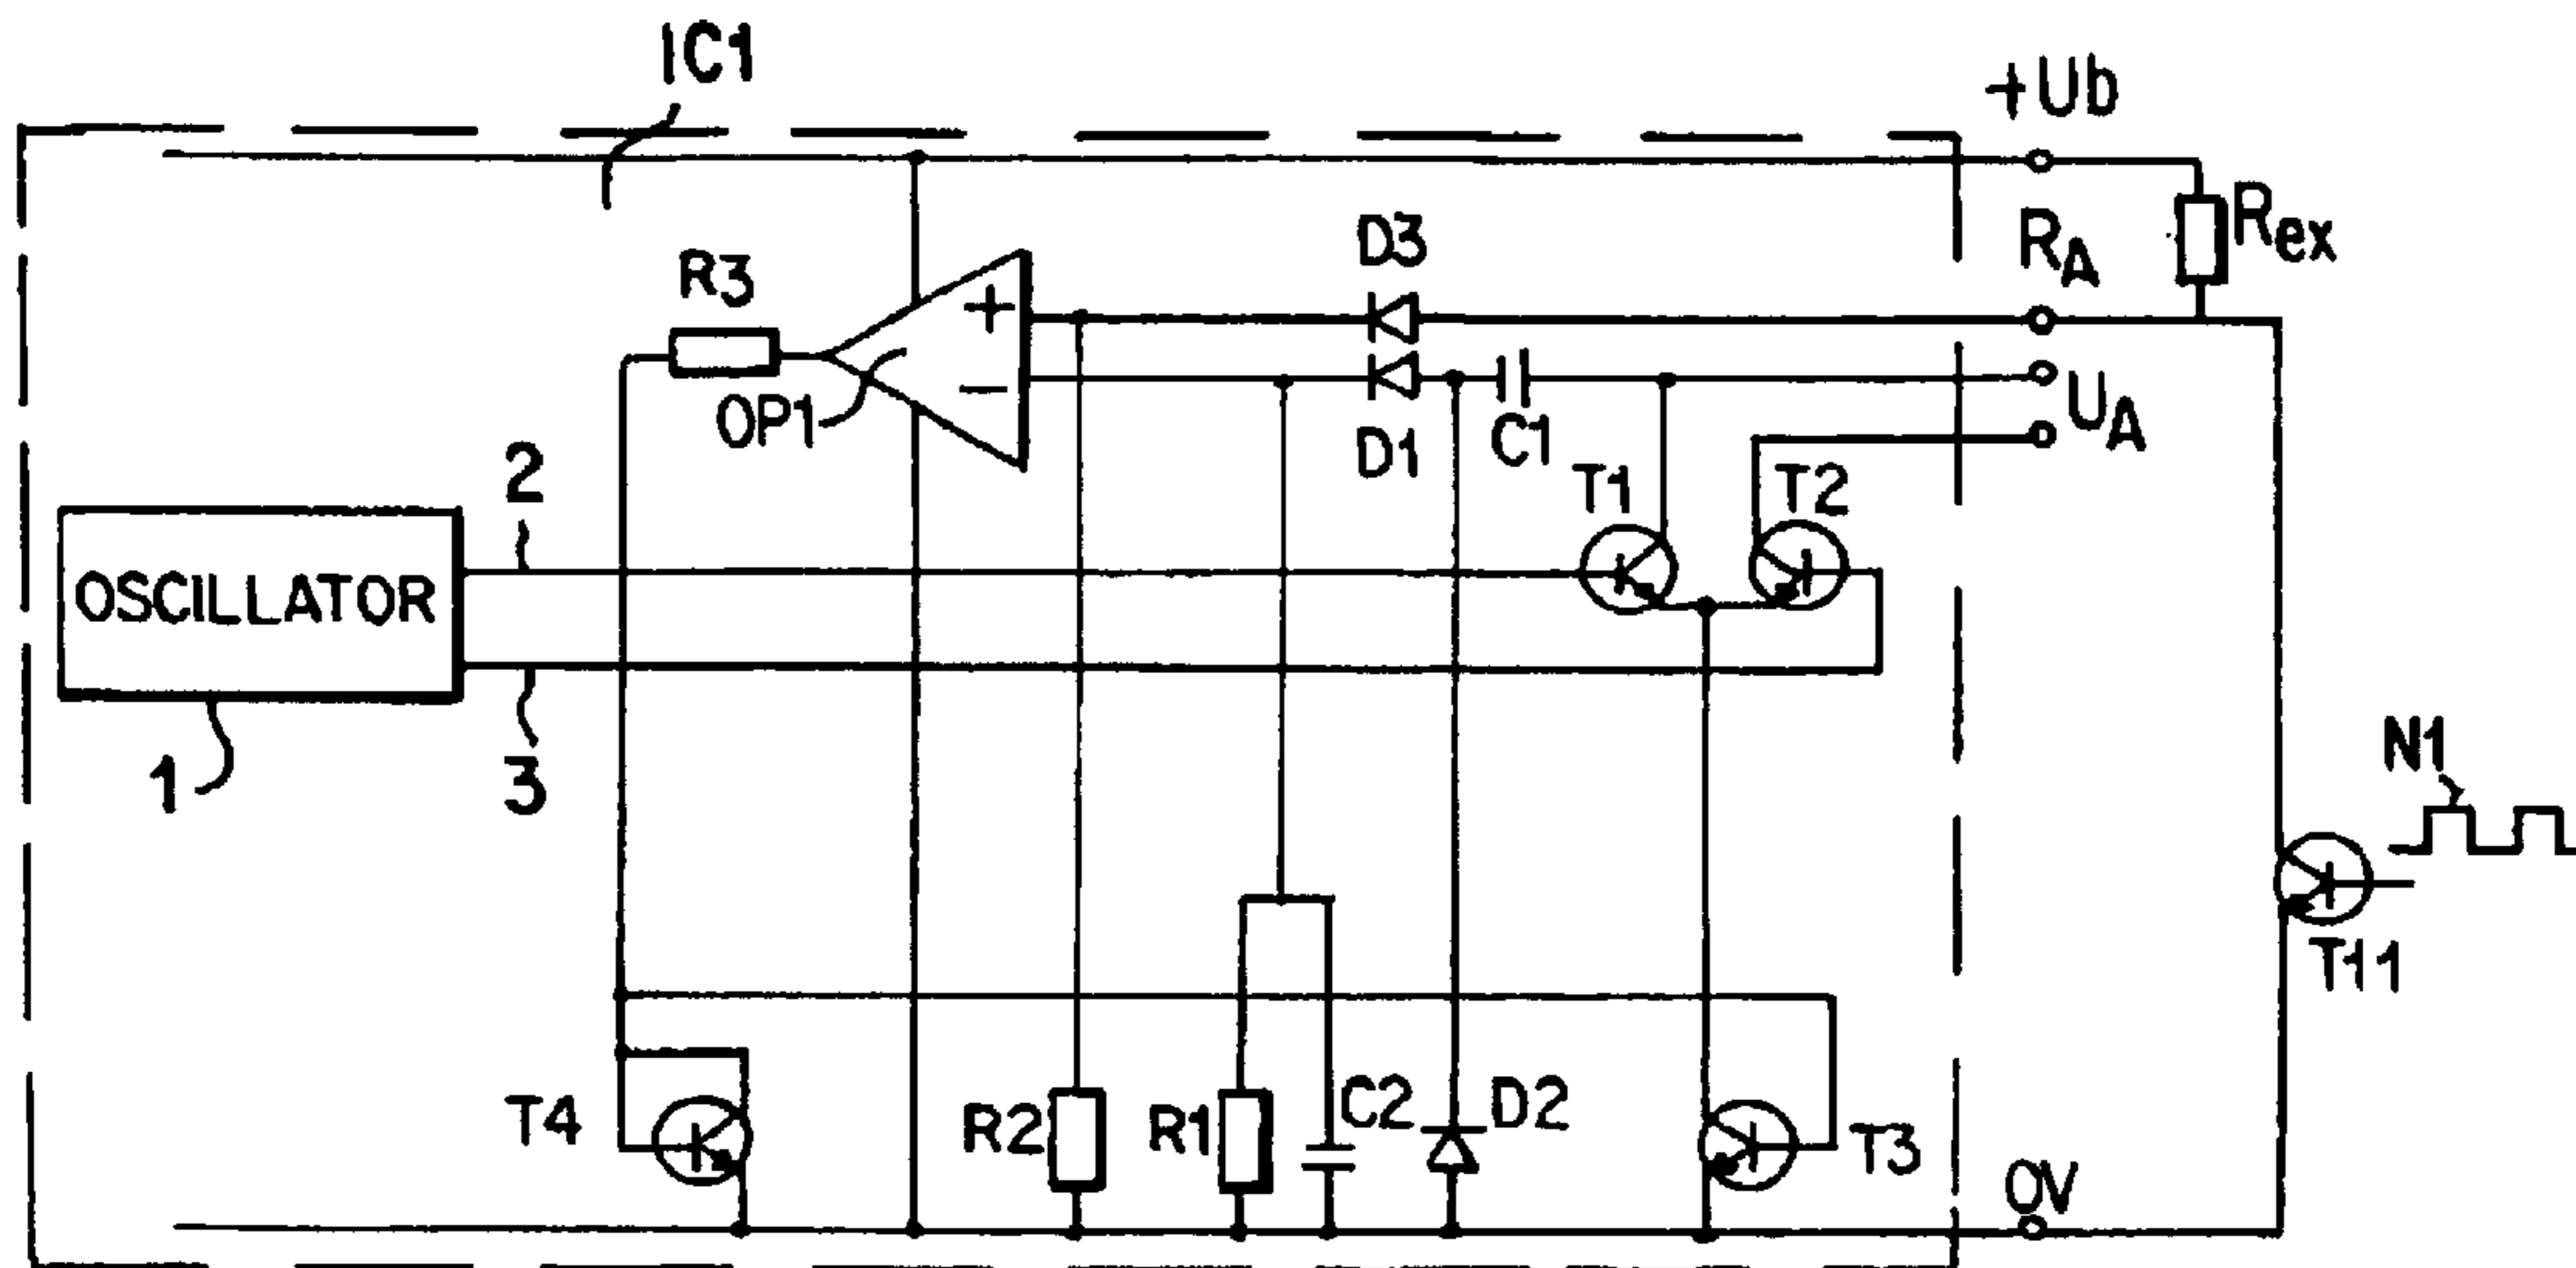 IC1
+Ub
D3
RA
Rex
R3
+
−
OP1
D1
C1
UA
2
T1
T2
OSCILLATOR
1
3
N1
T11
T4
R2
R1
C2
D2
T3
0V